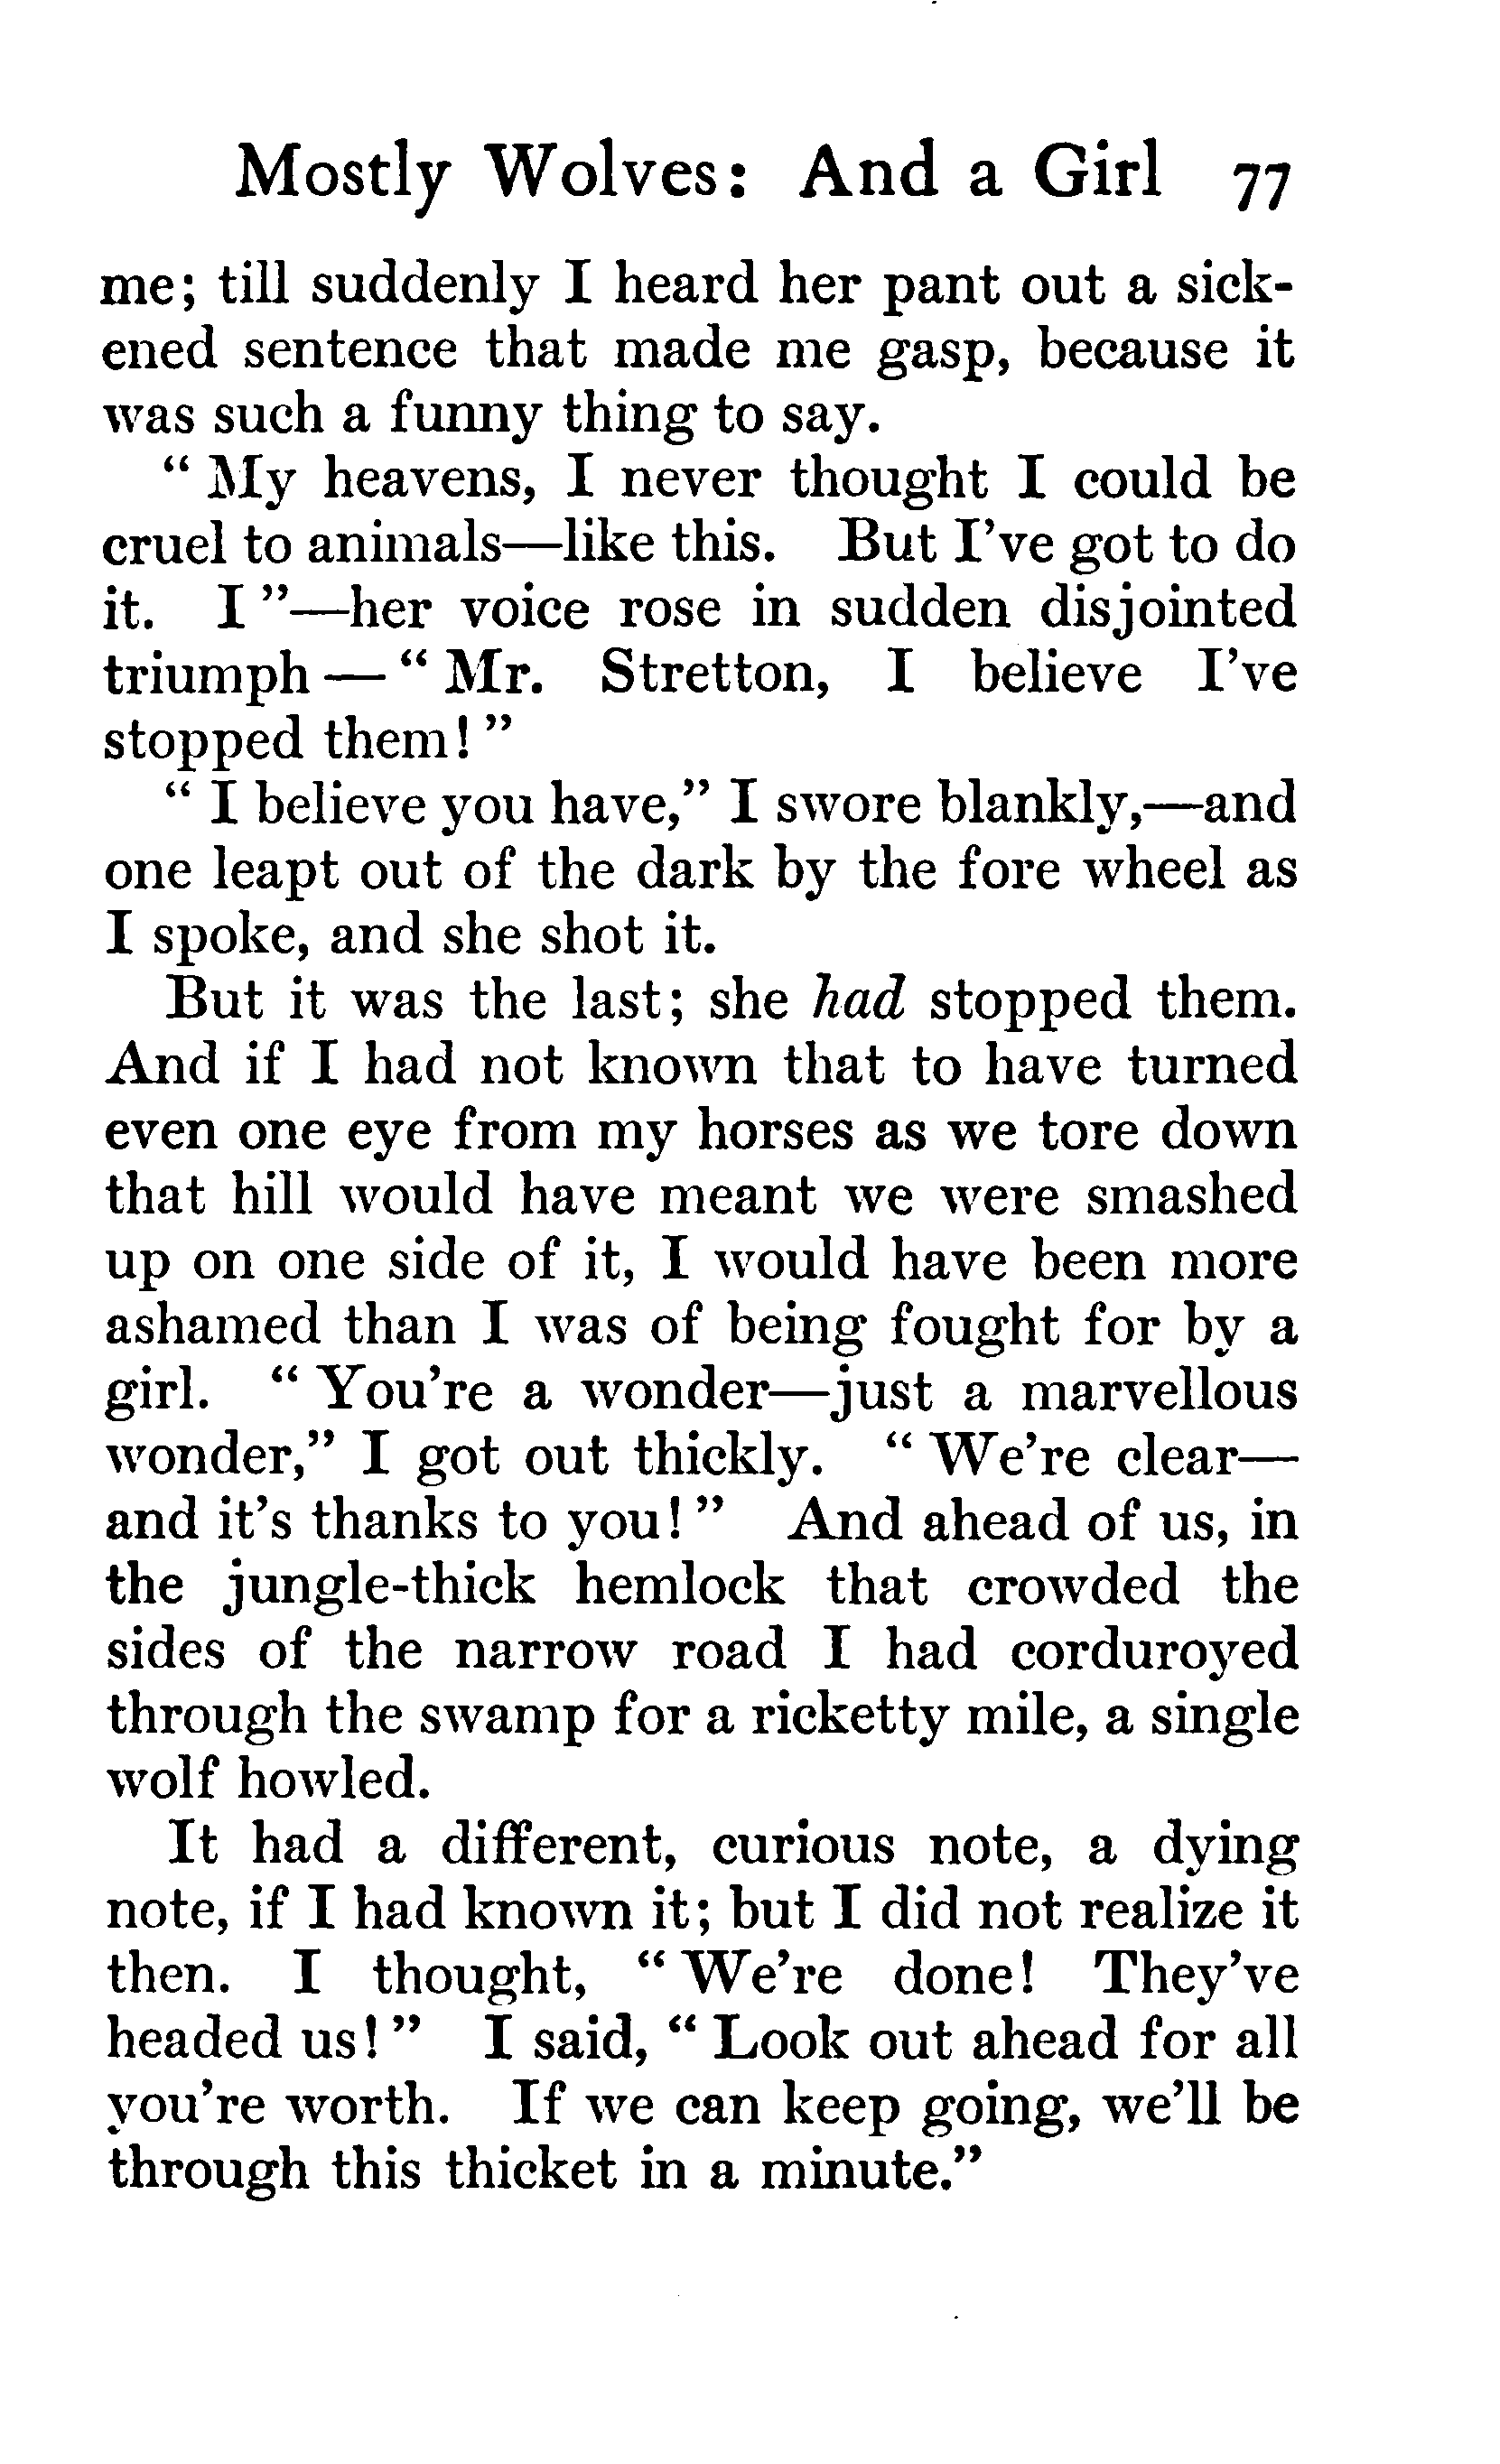 Mostly Wolves: And a Girl 77
me; till suddenly I heard her pant out a sick-
ened sentence that made me gasp, because it
was such a funny thing to say.
" My heavens, I never thought I could be
cruel to animals—like this. But I've got to do
it. I "—her voice rose in sudden disjointed
triumph — " Mr. Stretton, I believe I've
stopped them! "
" I believe you have," I swore blankly,—and
one leapt out of the dark by the fore wheel as
I spoke, and she shot it.
But it was the last; she had stopped them.
And if I had not known that to have turned
even one eye from my horses as we tore down
that hill would have meant we were smashed
up on one side of it, I would have been more
ashamed than I was of being fought for by a
girl. " You're a wonder—just a marvellous
wonder," I got out thickly. " We're clear—
and it's thanks to you! " And ahead of us, in
the jungle-thick hemlock that crowded the
sides of the narrow road I had corduroyed
through the swamp for a ricketty mile, a single
wolf howled.
It had a different, curious note, a dying
note, if I had known it; but I did not realize it
then. I thought, " We're done! They've
headed us! " I said, " Look out ahead for all
you're worth. If we can keep going, we'll be
through this thicket in a minute."